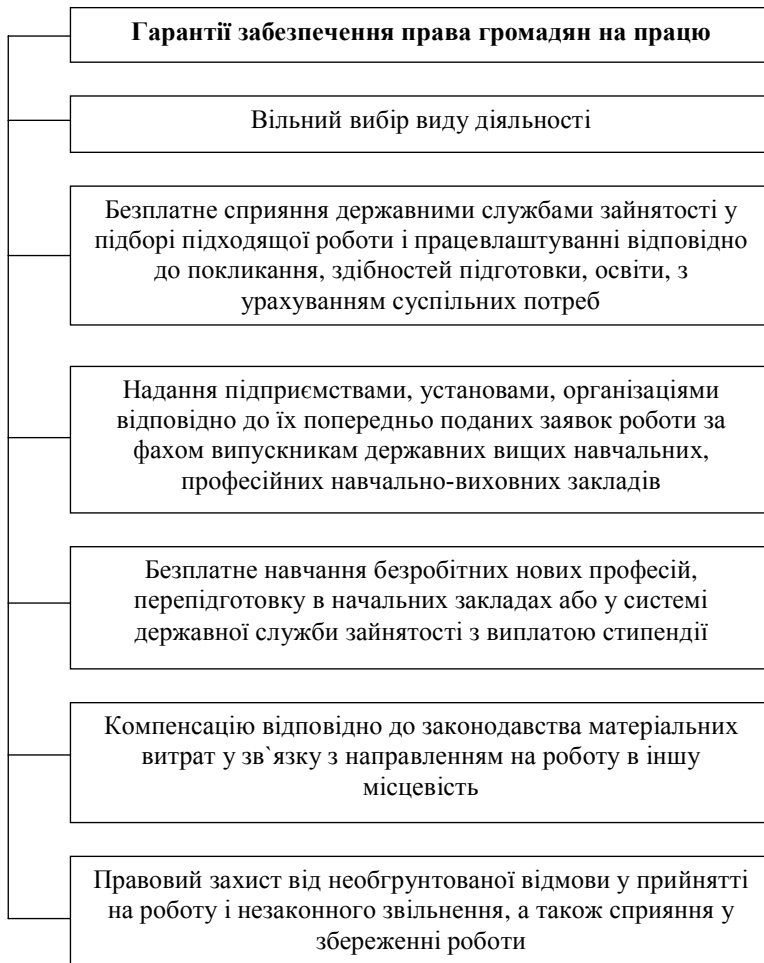 Гарантії забезпечення права громадян на працю
Вільний вибір виду діяльності
Безплатне сприяння державними службами зайнятості у
підборі підходящої роботи і працевлаштуванні відповідно
до покликання, здібностей підготовки, освіти, з
урахуванням суспільних потреб
Надання підприємствами, установами, організаціями
відповідно до їх попередньо поданих заявок роботи за
фахом випускникам державних вищих навчальних,
професійних навчально-виховних закладів
Безплатне навчання безробітних нових професій,
перепідготовку в начальних закладах або у системі
державної служби зайнятості з виплатою стипендії
Компенсацію відповідно до законодавства матеріальних
витрат у зв`язку з направленням на роботу в іншу
місцевість
Правовий захист від необгрунтованої відмови у прийнятті
на роботу і незаконного звільнення, а також сприяння у
збереженні роботи